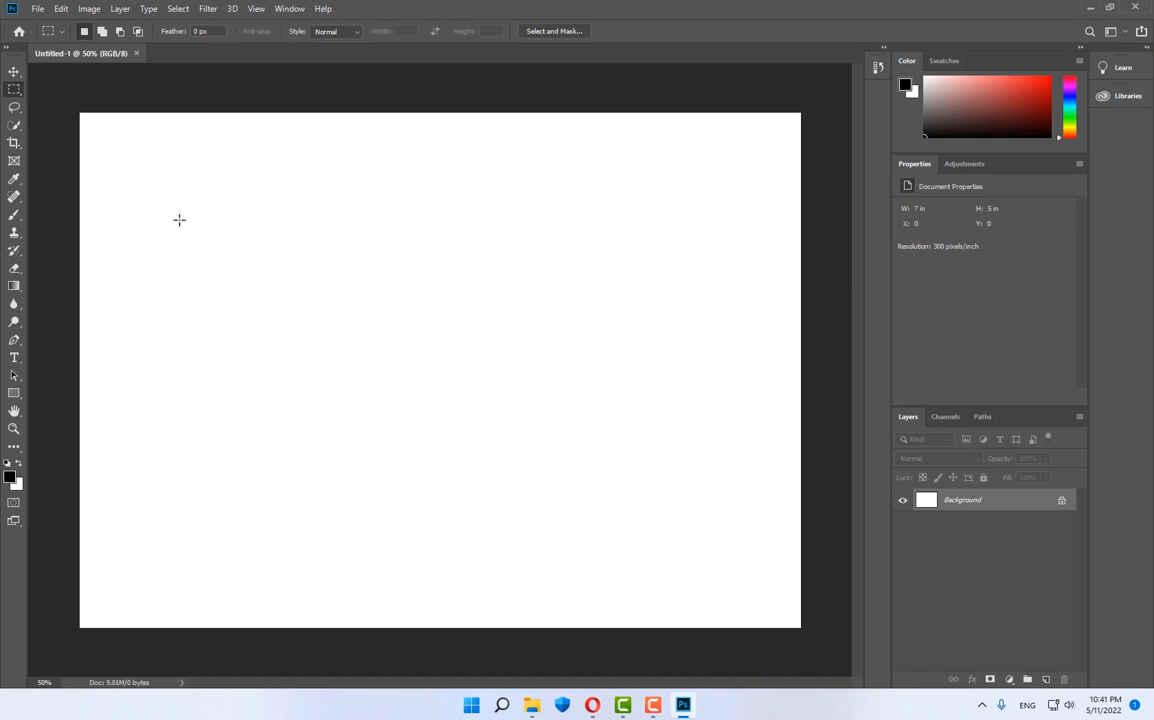 Ps File Edit Image Layer Type Select Filter 3D View Window Help
Feather: 0 px Anti-alias Style: Normal Width: Height: Select and Mask...
Untitled-1 @ 50% (RGB/8) ×
Color Swatches
Learn
Libraries
Properties Adjustments
Document Properties
W: 7 in H: 5 in
X: 0 Y: 0
Resolution: 300 pixels/inch
Layers Channels Paths
Kind
Normal Opacity: 100%
Lock: Fill: 100%
Background
50% Doc: 9.01M/0 bytes
fx
Ps ENG 10:41 PM
5/11/2022 1